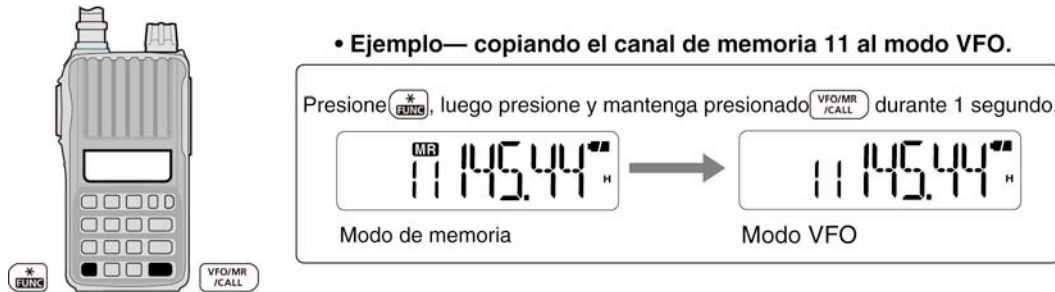 • Ejemplo— copiando el canal de memoria 11 al modo VFO.
Presione * FUNC, luego presione y mantenga presionado VFO/MR /CALL durante 1 segundo.
MR 11 145.44 H
11 145.44 H
Modo de memoria
Modo VFO
* FUNC
VFO/MR
/CALL